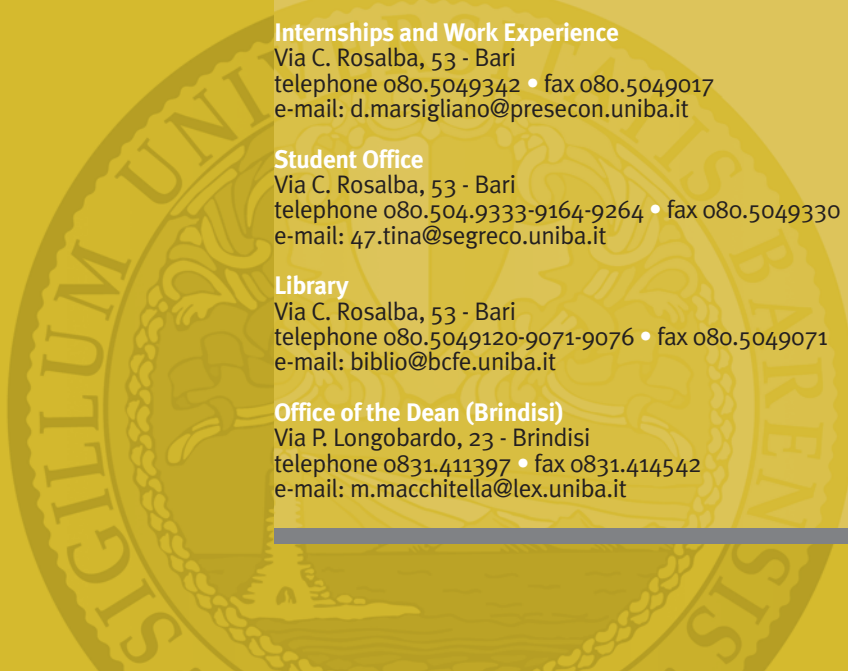 Internships and Work Experience
Via C. Rosalba, 53 - Bari
telephone 080.5049342 • fax 080.5049017
e-mail: d.marsigliano@presecon.uniba.it
Student Office
Via C. Rosalba, 53 - Bari
telephone 080.504.9333-9164-9264 • fax 080.5049330
e-mail: 47.tina@segreco.uniba.it
Library
Via C. Rosalba, 53 - Bari
telephone 080.5049120-9071-9076 • fax 080.5049071
e-mail: biblio@bcfe.uniba.it
Office of the Dean (Brindisi)
Via P. Longobardo, 23 - Brindisi
telephone 0831.411397 • fax 0831.414542
e-mail: m.macchitella@lex.uniba.it
SIGILLUM UNIVERSITATIS BARENSIS